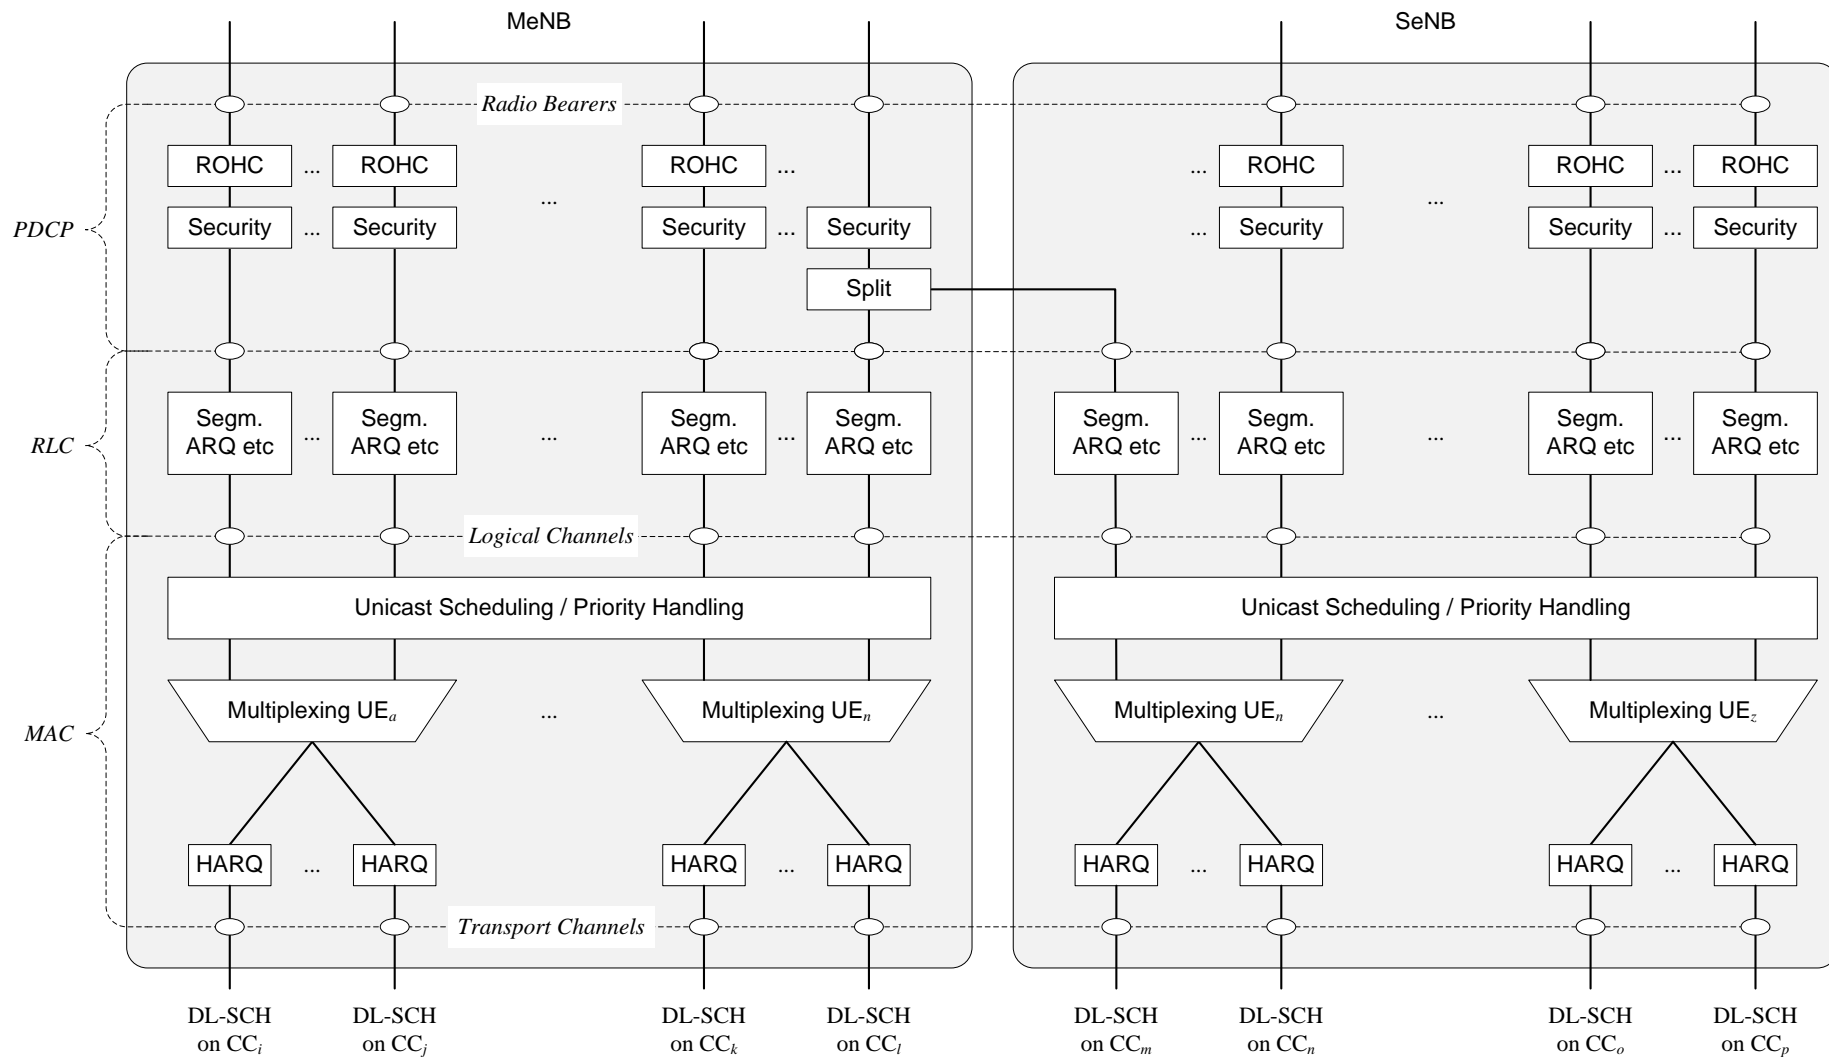 MeNB SeNB
Radio Bearers
ROHC ... ROHC ROHC ... ... ROHC ROHC ... ROHC
... ...
PDCP Security ... Security Security ... Security ... Security Security ... Security
Split
Segm. Segm. Segm. Segm. Segm. Segm. Segm. Segm.
RLC ARQ etc ... ARQ etc ... ARQ etc ... ARQ etc ARQ etc ... ARQ etc ... ARQ etc ... ARQ etc
Logical Channels
Unicast Scheduling / Priority Handling Unicast Scheduling / Priority Handling
MAC Multiplexing UEa ... Multiplexing UEn Multiplexing UEn ... Multiplexing UEz
HARQ ... HARQ HARQ ... HARQ HARQ ... HARQ HARQ ... HARQ
Transport Channels
DL-SCH DL-SCH DL-SCH DL-SCH DL-SCH DL-SCH DL-SCH DL-SCH
on CCi on CCj on CCk on CCl on CCm on CCn on CCo on CCp